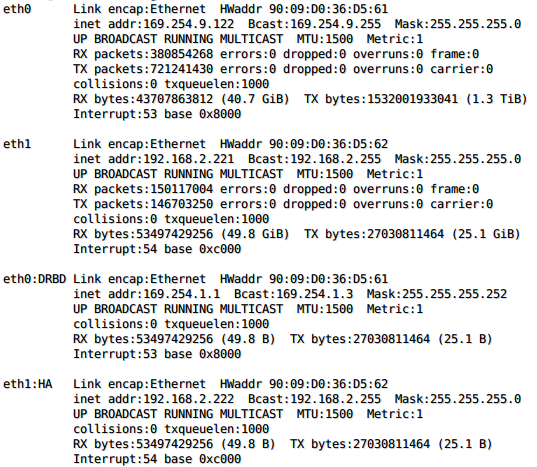 eth0 Link encap:Ethernet HWaddr 90:09:D0:36:D5:61
inet addr:169.254.9.122 Bcast:169.254.9.255 Mask:255.255.255.0
UP BROADCAST RUNNING MULTICAST MTU:1500 Metric:1
RX packets:380854268 errors:0 dropped:0 overruns:0 frame:0
TX packets:721241430 errors:0 dropped:0 overruns:0 carrier:0
collisions:0 txqueuelen:1000
RX bytes:43707863812 (40.7 GiB) TX bytes:1532001933041 (1.3 TiB)
Interrupt:53 base 0x8000
eth1 Link encap:Ethernet HWaddr 90:09:D0:36:D5:62
inet addr:192.168.2.221 Bcast:192.168.2.255 Mask:255.255.255.0
UP BROADCAST RUNNING MULTICAST MTU:1500 Metric:1
RX packets:150117004 errors:0 dropped:0 overruns:0 frame:0
TX packets:146703250 errors:0 dropped:0 overruns:0 carrier:0
collisions:0 txqueuelen:1000
RX bytes:53497429256 (49.8 GiB) TX bytes:27030811464 (25.1 GiB)
Interrupt:54 base 0xc000
eth0:DRBD Link encap:Ethernet HWaddr 90:09:D0:36:D5:61
inet addr:169.254.1.1 Bcast:169.254.1.3 Mask:255.255.255.252
UP BROADCAST RUNNING MULTICAST MTU:1500 Metric:1
collisions:0 txqueuelen:1000
RX bytes:53497429256 (49.8 B) TX bytes:27030811464 (25.1 B)
Interrupt:53 base 0x8000
eth1:HA Link encap:Ethernet HWaddr 90:09:D0:36:D5:62
inet addr:192.168.2.222 Bcast:192.168.2.255 Mask:255.255.255.0
UP BROADCAST RUNNING MULTICAST MTU:1500 Metric:1
collisions:0 txqueuelen:1000
RX bytes:53497429256 (49.8 B) TX bytes:27030811464 (25.1 B)
Interrupt:54 base 0xc000